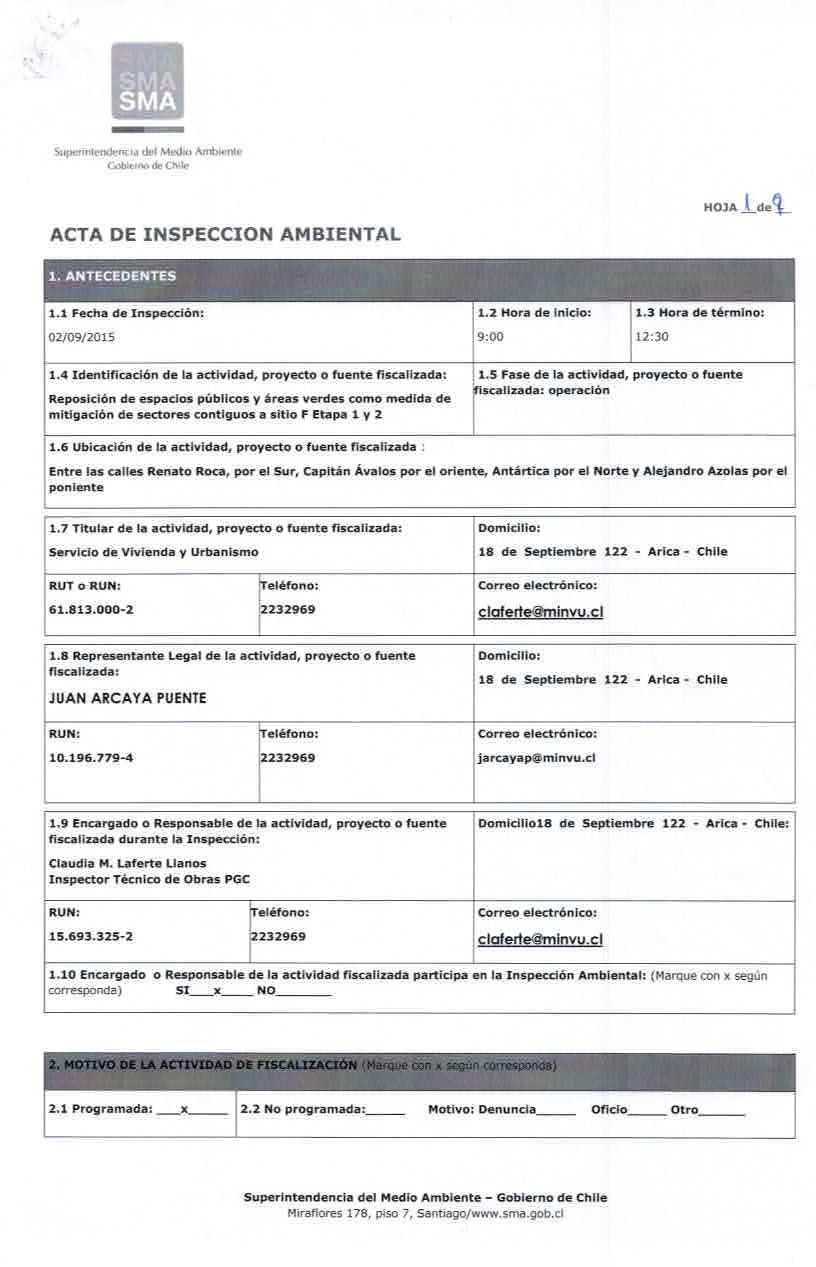 SMA
SMA
SMA
Superintendencia del Medio Ambiente
Gobierno de Chile
HOJA 1 de
ACTA DE INSPECCION AMBIENTAL
1. ANTECEDENTES
1.1 Fecha de Inspección:
02/09/2015
1.2 Hora de inicio:
9:00
1.3 Hora de término:
12:30
1.4 Identificación de la actividad, proyecto o fuente fiscalizada:
Reposición de espacios públicos y áreas verdes como medida de
mitigación de sectores contiguos a sitio F Etapa 1 y 2
1.5 Fase de la actividad, proyecto o fuente
fiscalizada: operación
1.6 Ubicación de la actividad, proyecto o fuente fiscalizada :
Entre las calles Renato Roca, por el Sur, Capitán Ávalos por el oriente, Antártica por el Norte y Alejandro Azolas por el
poniente
1.7 Titular de la actividad, proyecto o fuente fiscalizada:
Servicio de Vivienda y Urbanismo
Domicilio:
18 de Septiembre 122 - Arica - Chile
RUT o RUN:
61.813.000-2
Teléfono:
2232969
Correo electrónico:
claferte@minvu.cl
1.8 Representante Legal de la actividad, proyecto o fuente
fiscalizada:
JUAN ARCAYA PUENTE
Domicilio:
18 de Septiembre 122 - Arica - Chile
RUN:
10.196.779-4
Teléfono:
2232969
Correo electrónico:
jarcayap@minvu.cl
1.9 Encargado o Responsable de la actividad, proyecto o fuente
fiscalizada durante la Inspección:
Claudia M. Laferte Llanos
Inspector Técnico de Obras PGC
Domicilio18 de Septiembre 122 - Arica - Chile:
RUN:
15.693.325-2
Teléfono:
2232969
Correo electrónico:
claferte@minvu.cl
1.10 Encargado o Responsable de la actividad fiscalizada participa en la Inspección Ambiental: (Marque con x según
corresponda) SI___x____ NO_______
2. MOTIVO DE LA ACTIVIDAD DE FISCALIZACIÓN (Marque con x según corresponda)
2.1 Programada: ___x_____
2.2 No programada:_____ Motivo: Denuncia_____ Oficio_____ Otro______
Superintendencia del Medio Ambiente – Gobierno de Chile
Miraflores 178, piso 7, Santiago/www.sma.gob.cl